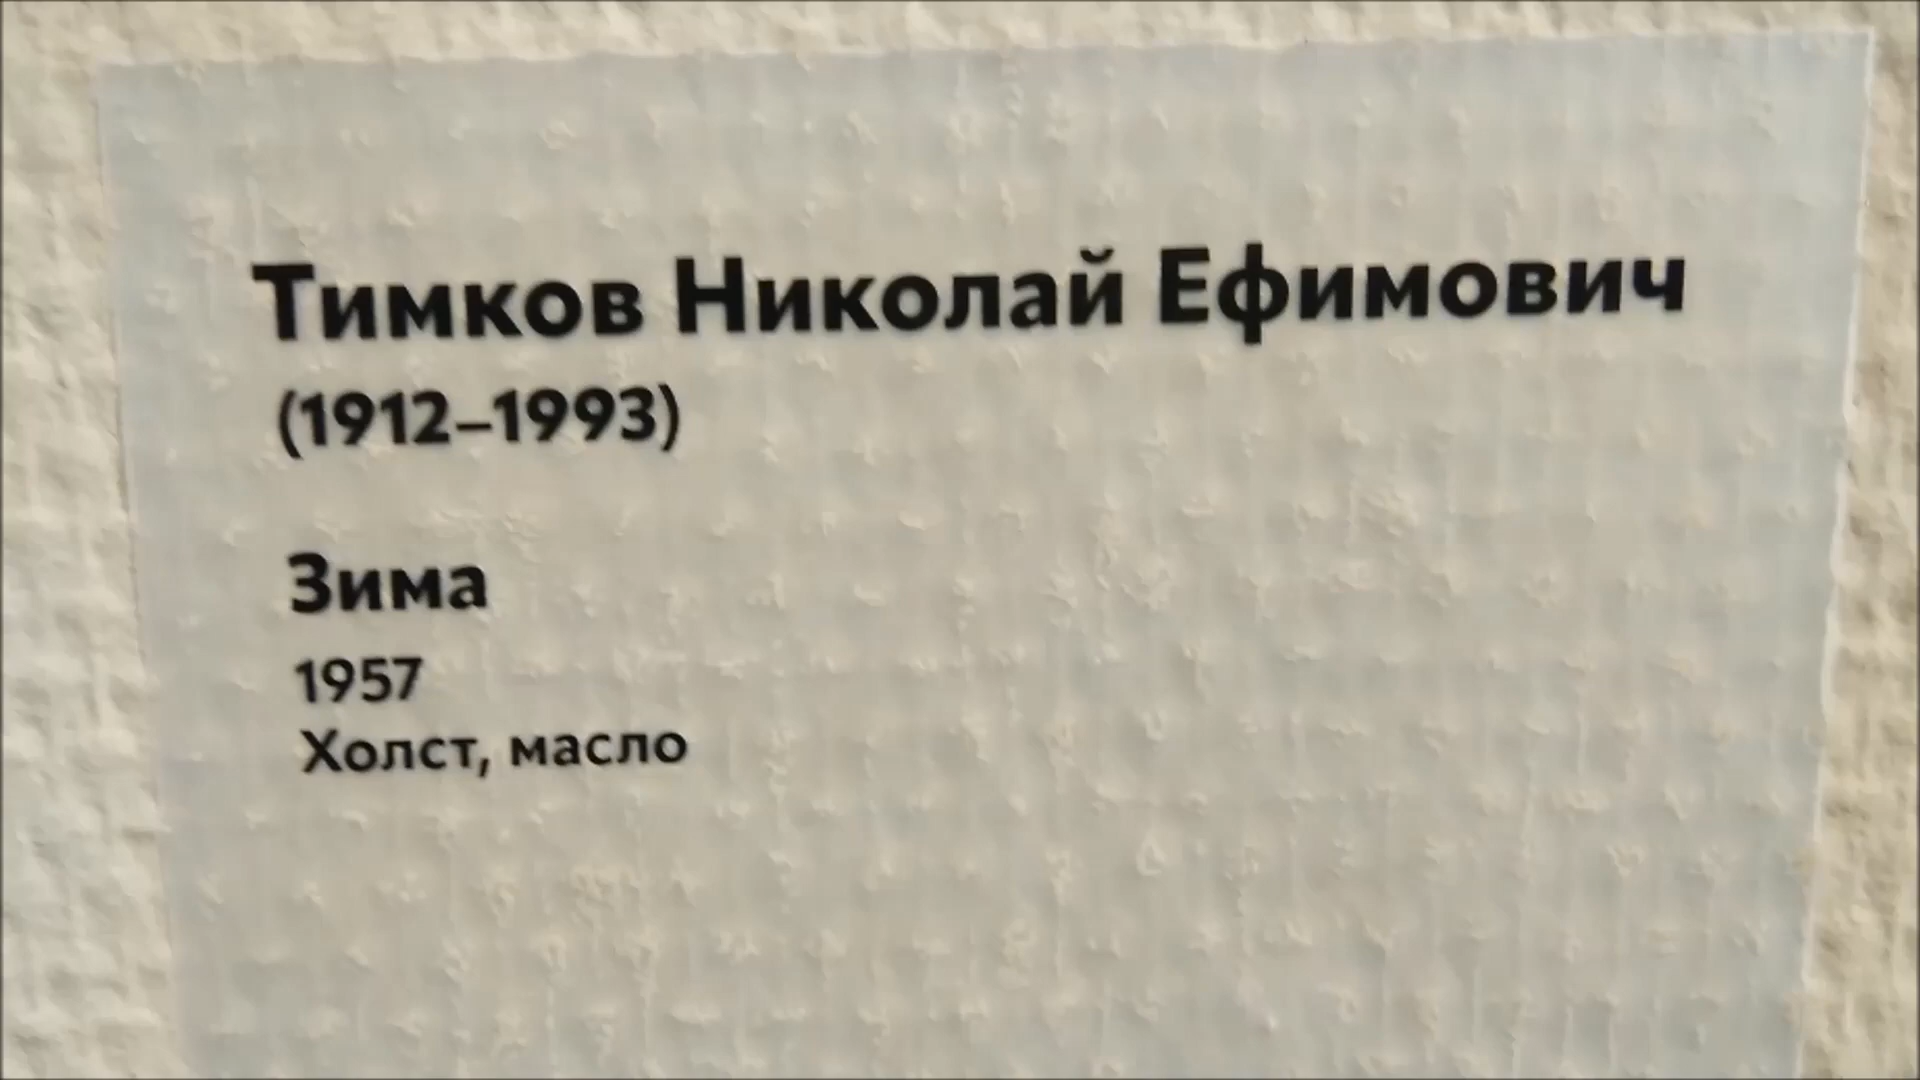 Тимков Николай Ефимович
(1912–1993)
Зима
1957
Холст, масло